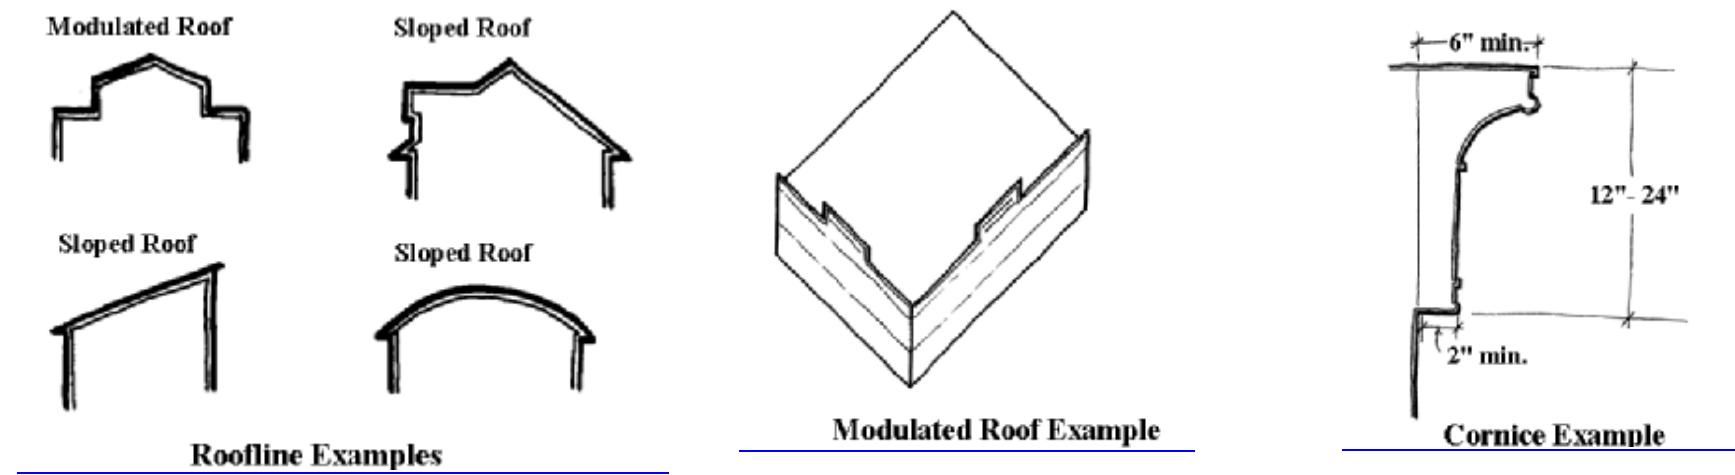 Modulated Roof
Sloped Roof
Sloped Roof
Sloped Roof
Roofline Examples
Modulated Roof Example
6" min.
12"- 24"
2" min.
Cornice Example